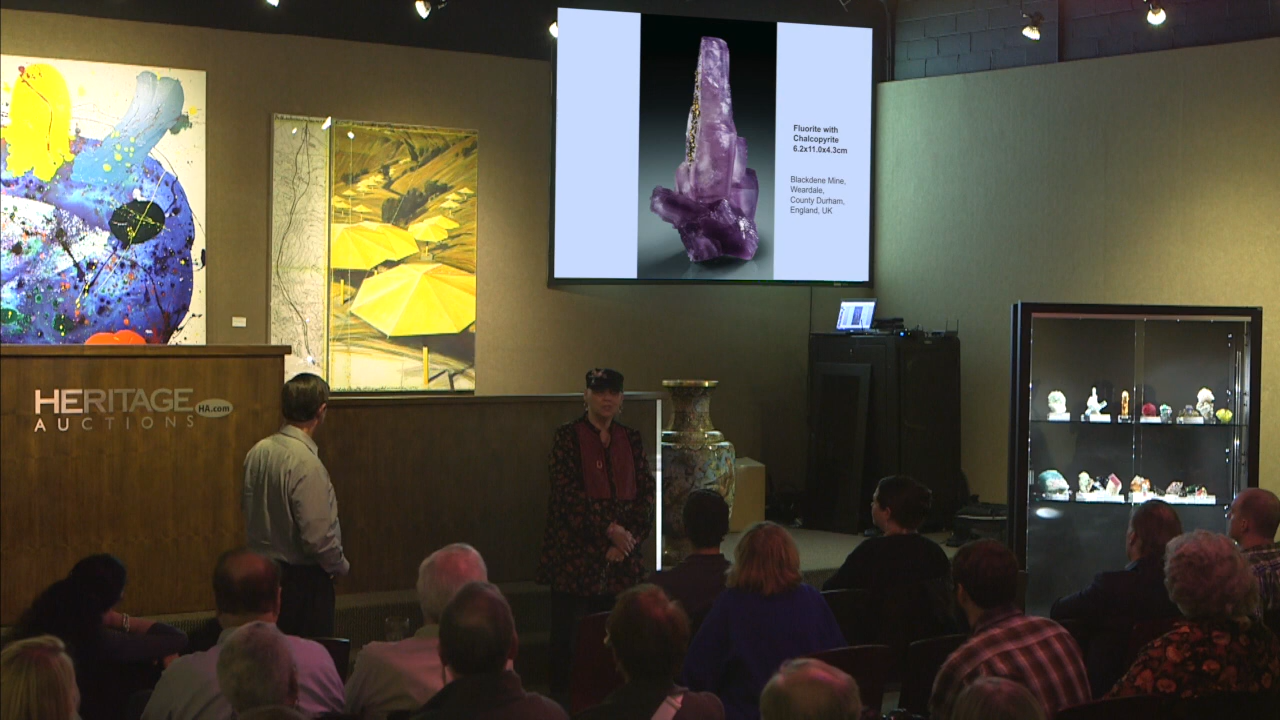 Fluorite with
Chalcopyrite
6.2x11.0x4.3cm
Blackdene Mine,
Weardale,
County Durham,
England, UK
HERITAGE
HA.com
AUCTIONS